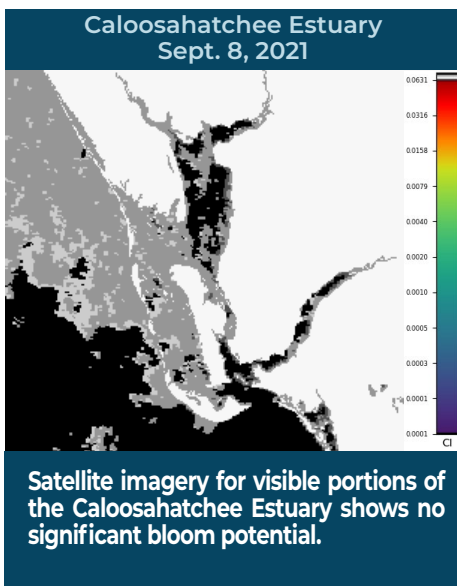 Caloosahatchee Estuary
Sept. 8, 2021
0.0631
0.0316
0.0158
0.0079
0.0040
0.0020
0.0010
0.0005
0.0003
0.0001
0.0001
CI
Satellite imagery for visible portions of
the Caloosahatchee Estuary shows no
significant bloom potential.